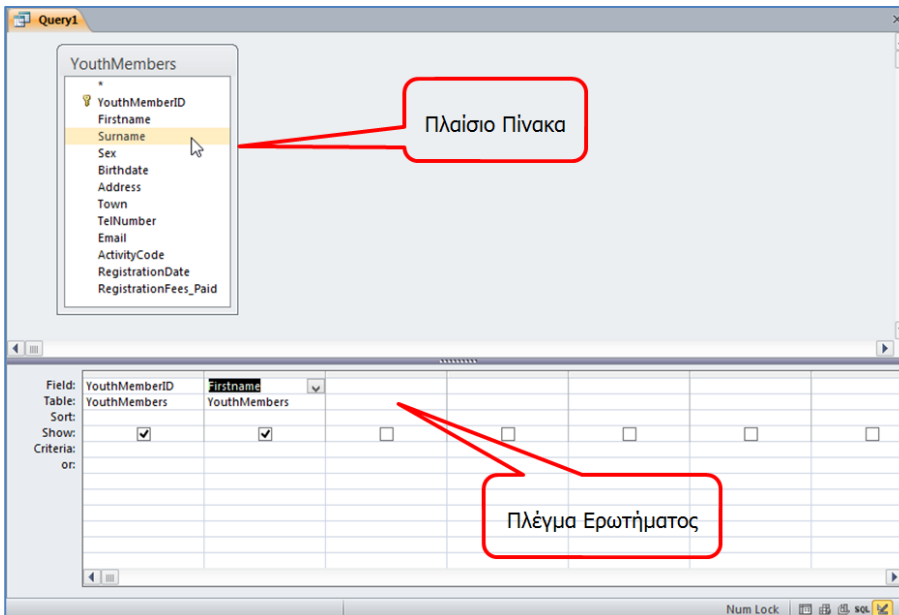 Query1
YouthMembers
*
YouthMemberID
Firstname
Surname
Sex
Birthdate
Address
Town
TelNumber
Email
ActivityCode
RegistrationDate
RegistrationFees_Paid
Πλαίσιο Πίνακα
Field: YouthMemberID Firstname
Table: YouthMembers YouthMembers
Sort:
Show:
Criteria:
or:
Πλέγμα Ερωτήματος
Num Lock SQL